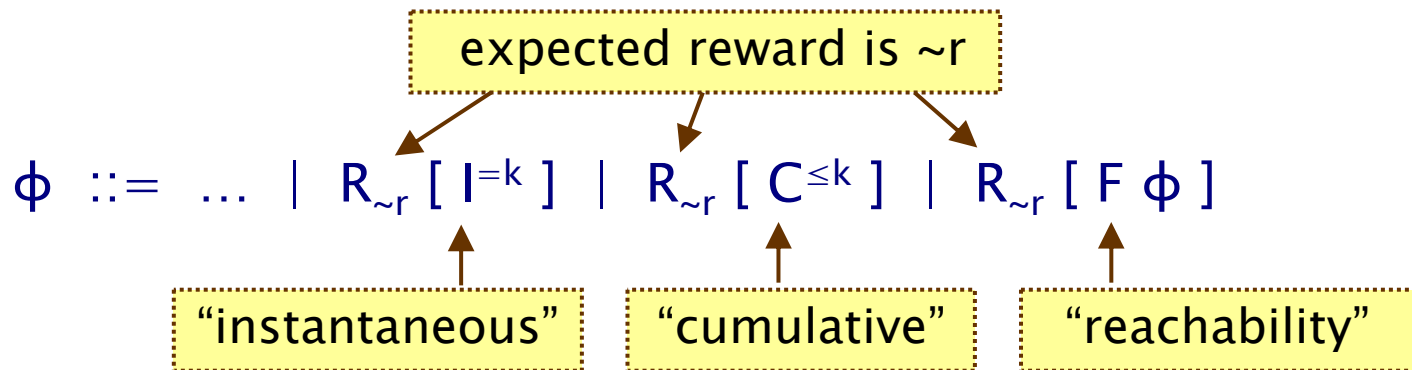 expected reward is ~r
ϕ ::= … | R~r [ I=k ] | R~r [ C≤k ] | R~r [ F ϕ ]
“instantaneous” “cumulative” “reachability”